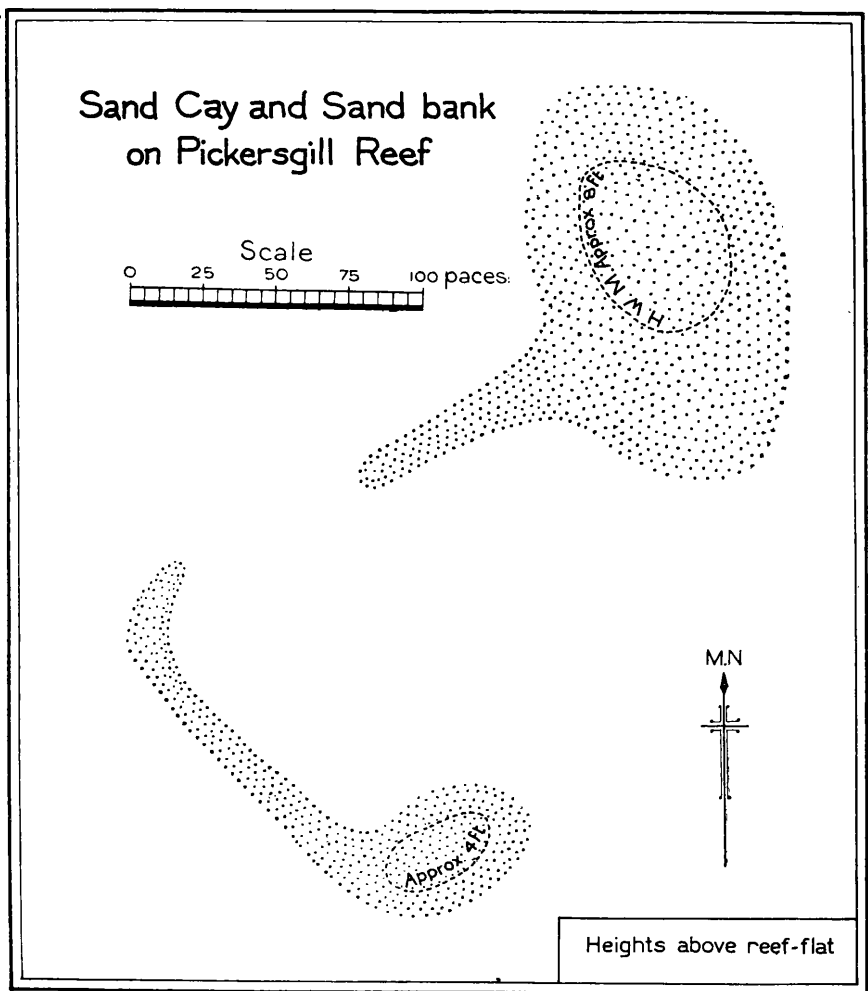 Sand Cay and Sand bank
on Pickersgill Reef
Scale
0 25 50 75 100 paces:
H W M Approx 8ft
M.N
Approx 4ft
Heights above reef-flat